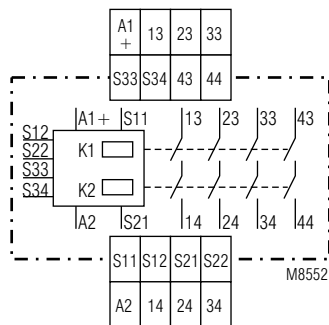 A1 + 13 23 33
S33 S34 43 44
A1+ S11 13 23 33 43
S12
S22
S33
S34
K1
K2
A2 S21 14 24 34 44
S11 S12 S21 S22
A2 14 24 34
M8552